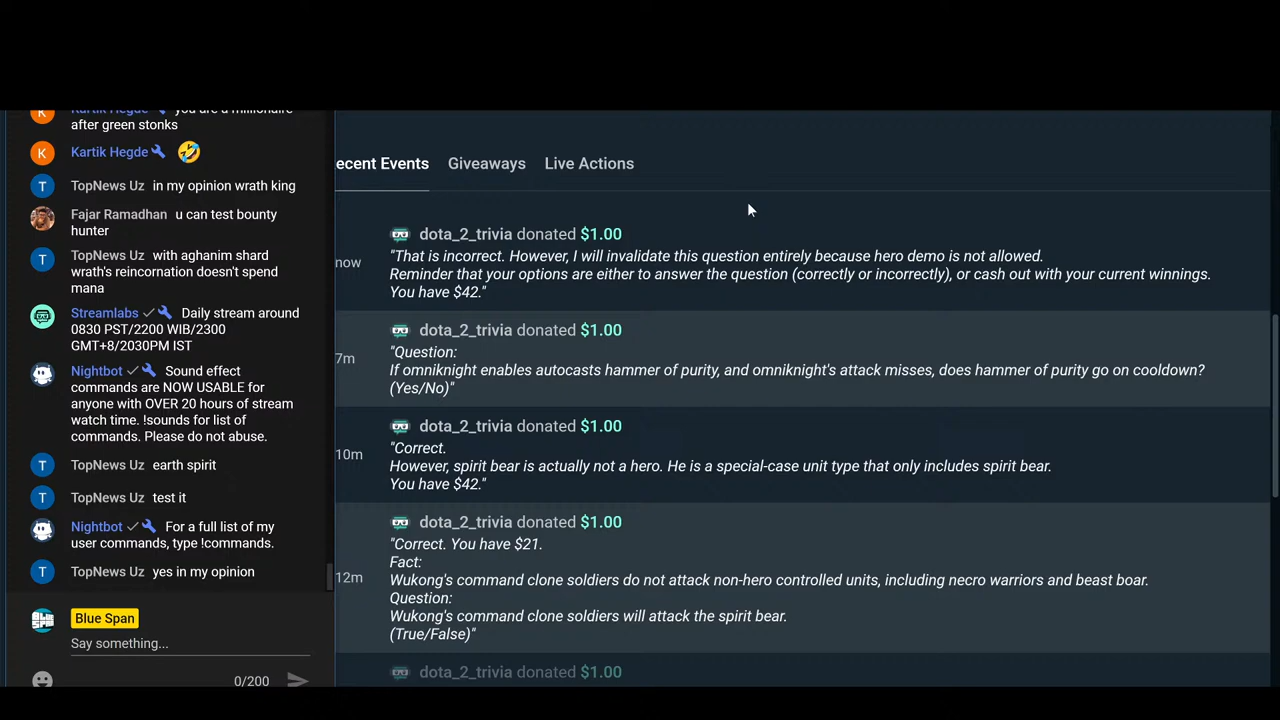 Kartik Hegde you are a millionaire
after green stonks
Kartik Hegde
TopNews Uz in my opinion wrath king
Fajar Ramadhan u can test bounty
hunter
TopNews Uz with aghanim shard
wrath's reincornation doesn't spend
mana
Streamlabs Daily stream around
0830 PST/2200 WIB/2300
GMT+8/2030PM IST
Nightbot Sound effect
commands are NOW USABLE for
anyone with OVER 20 hours of stream
watch time. !sounds for list of
commands. Please do not abuse.
TopNews Uz earth spirit
TopNews Uz test it
Nightbot For a full list of my
user commands, type !commands.
TopNews Uz yes in my opinion
Blue Span
Say something...
0/200
ecent Events Giveaways Live Actions
dota_2_trivia donated $1.00
now
"That is incorrect. However, I will invalidate this question entirely because hero demo is not allowed.
Reminder that your options are either to answer the question (correctly or incorrectly), or cash out with your current winnings.
You have $42."
dota_2_trivia donated $1.00
7m
"Question:
If omniknight enables autocasts hammer of purity, and omniknight's attack misses, does hammer of purity go on cooldown?
(Yes/No)"
dota_2_trivia donated $1.00
10m
"Correct.
However, spirit bear is actually not a hero. He is a special-case unit type that only includes spirit bear.
You have $42."
dota_2_trivia donated $1.00
12m
"Correct. You have $21.
Fact:
Wukong's command clone soldiers do not attack non-hero controlled units, including necro warriors and beast boar.
Question:
Wukong's command clone soldiers will attack the spirit bear.
(True/False)"
dota_2_trivia donated $1.00